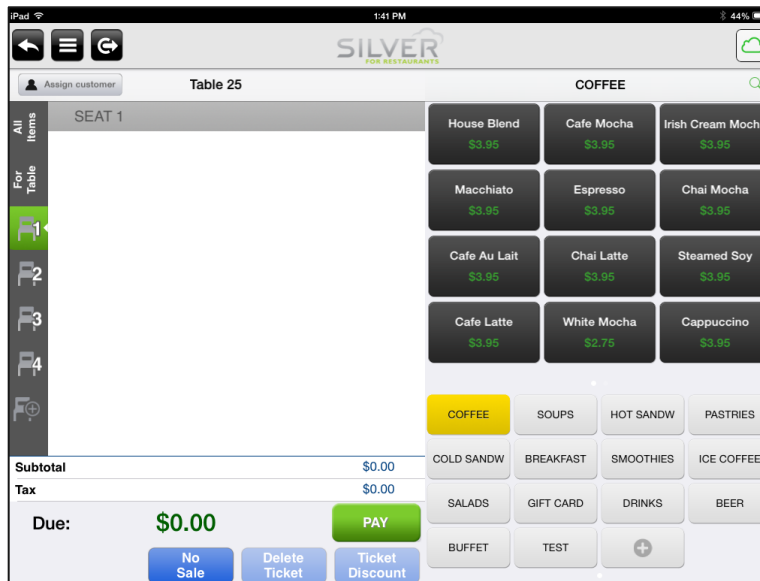 iPad
1:41 PM
44%
SILVER
FOR RESTAURANTS
Assign customer
Table 25
COFFEE
All
Items
For
Table
1
2
3
4
SEAT 1
House Blend
$3.95
Cafe Mocha
$3.95
Irish Cream Moch
$3.95
Macchiato
$3.95
Espresso
$3.95
Chai Mocha
$3.95
Cafe Au Lait
$3.95
Chai Latte
$3.95
Steamed Soy
$3.95
Cafe Latte
$3.95
White Mocha
$2.75
Cappuccino
$3.95
COFFEE
SOUPS
HOT SANDW
PASTRIES
COLD SANDW
BREAKFAST
SMOOTHIES
ICE COFFEE
SALADS
GIFT CARD
DRINKS
BEER
BUFFET
TEST
Subtotal $0.00
Tax $0.00
Due: $0.00
PAY
No
Sale
Delete
Ticket
Ticket
Discount